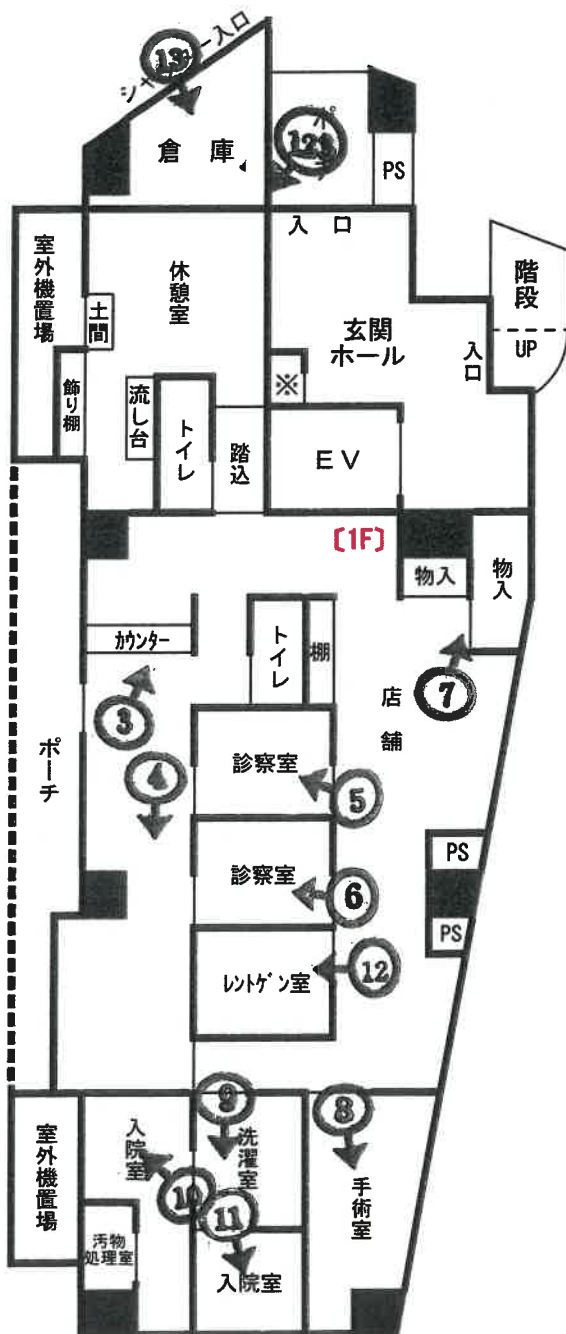 シャッター入口
13
倉 庫
123
PS
入 口
室外機置場
休憩室
土間
階段
UP
玄関
ホール
入口
※
飾り棚
流し台
トイレ
踏込
EV
[1F]
物入
物入
カウンター
トイレ
棚
3
7
店舗
ポーチ
4
診察室
5
診察室
6
PS
PS
レントゲン室
12
9
8
室外機置場
入院室
洗濯室
手術室
10
11
汚物
処理室
入院室